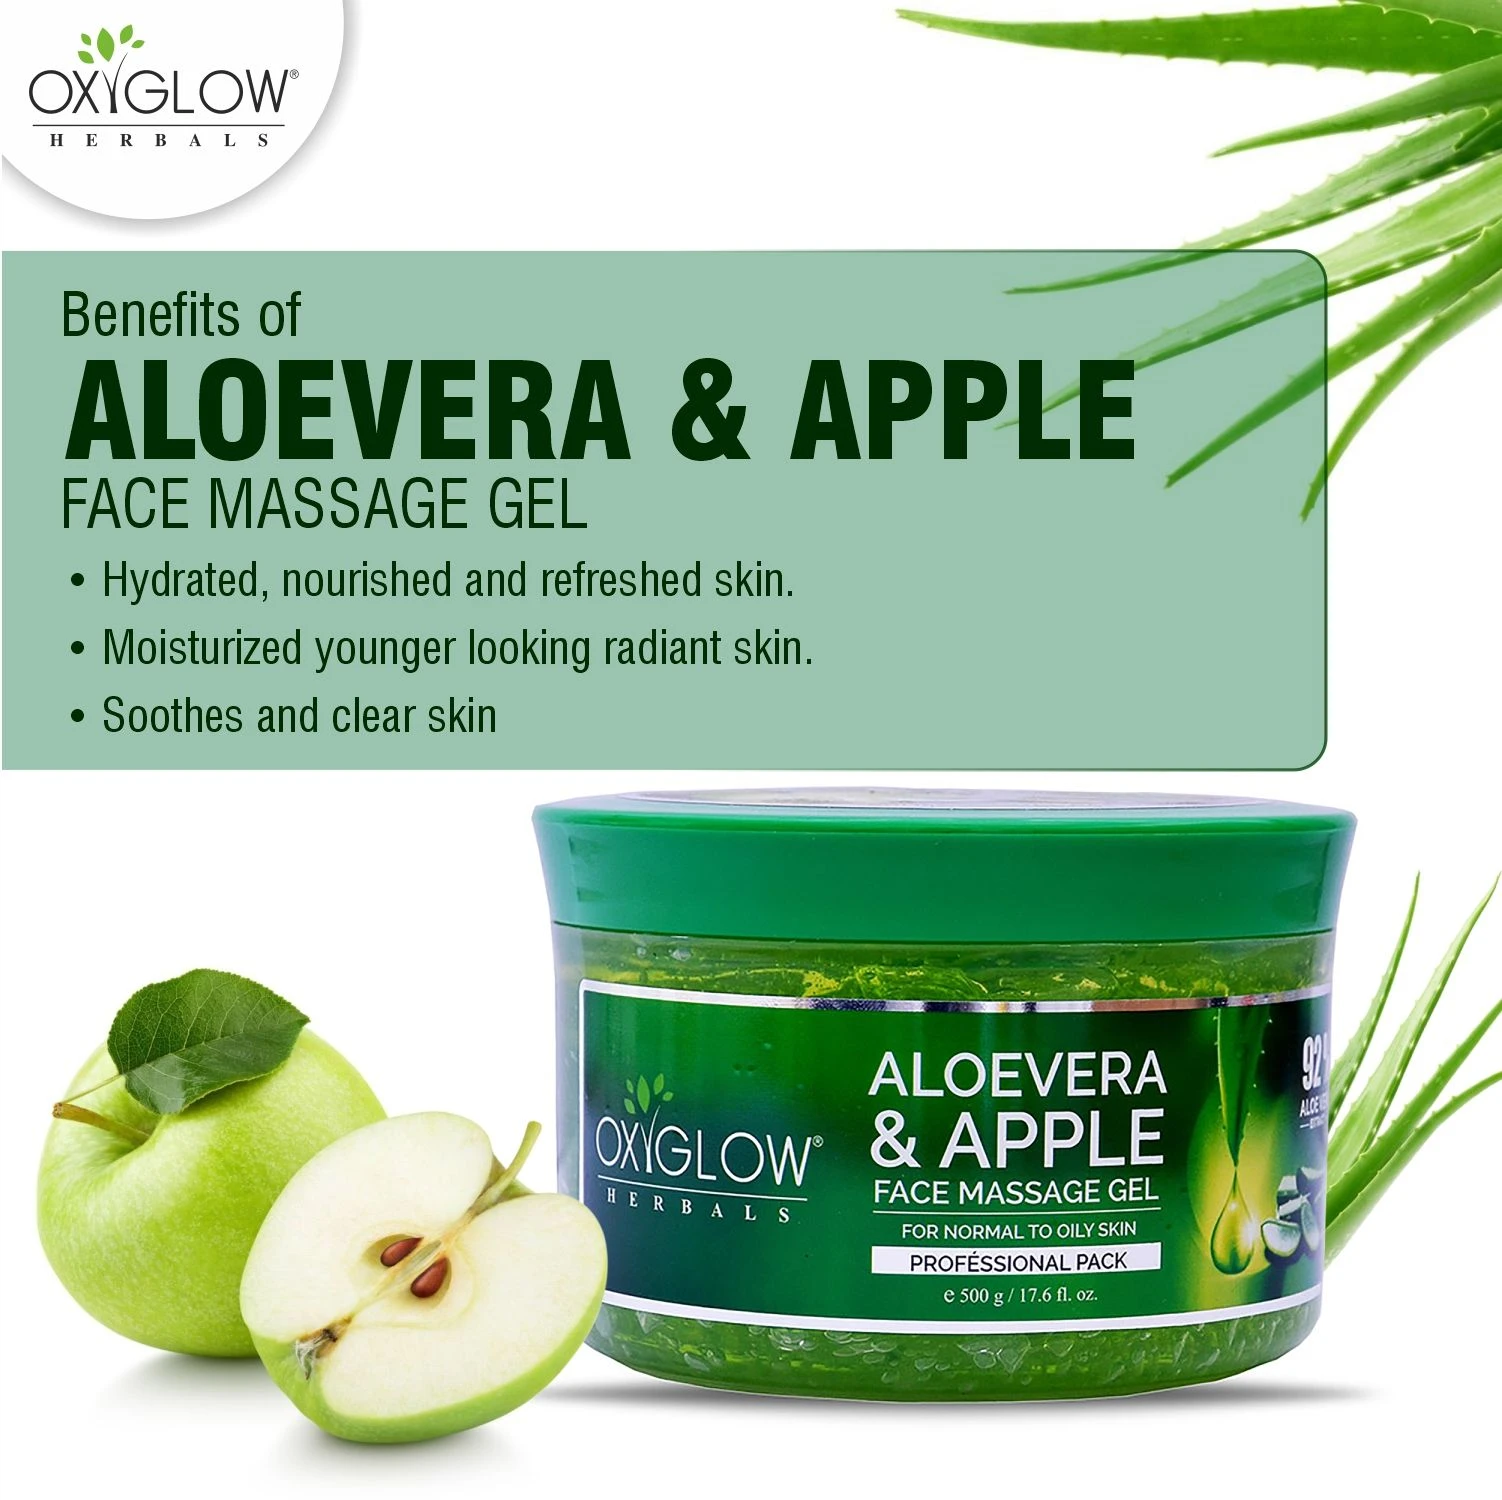 OXYGLOW®
HERBALS
Benefits of
ALOEVERA & APPLE
FACE MASSAGE GEL
• Hydrated, nourished and refreshed skin.
• Moisturized younger looking radiant skin.
• Soothes and clear skin
OXYGLOW®
HERBALS
ALOEVERA
& APPLE
FACE MASSAGE GEL
FOR NORMAL TO OILY SKIN
PROFÉSSIONAL PACK
e 500 g / 17.6 fl. oz.
92
ALOE